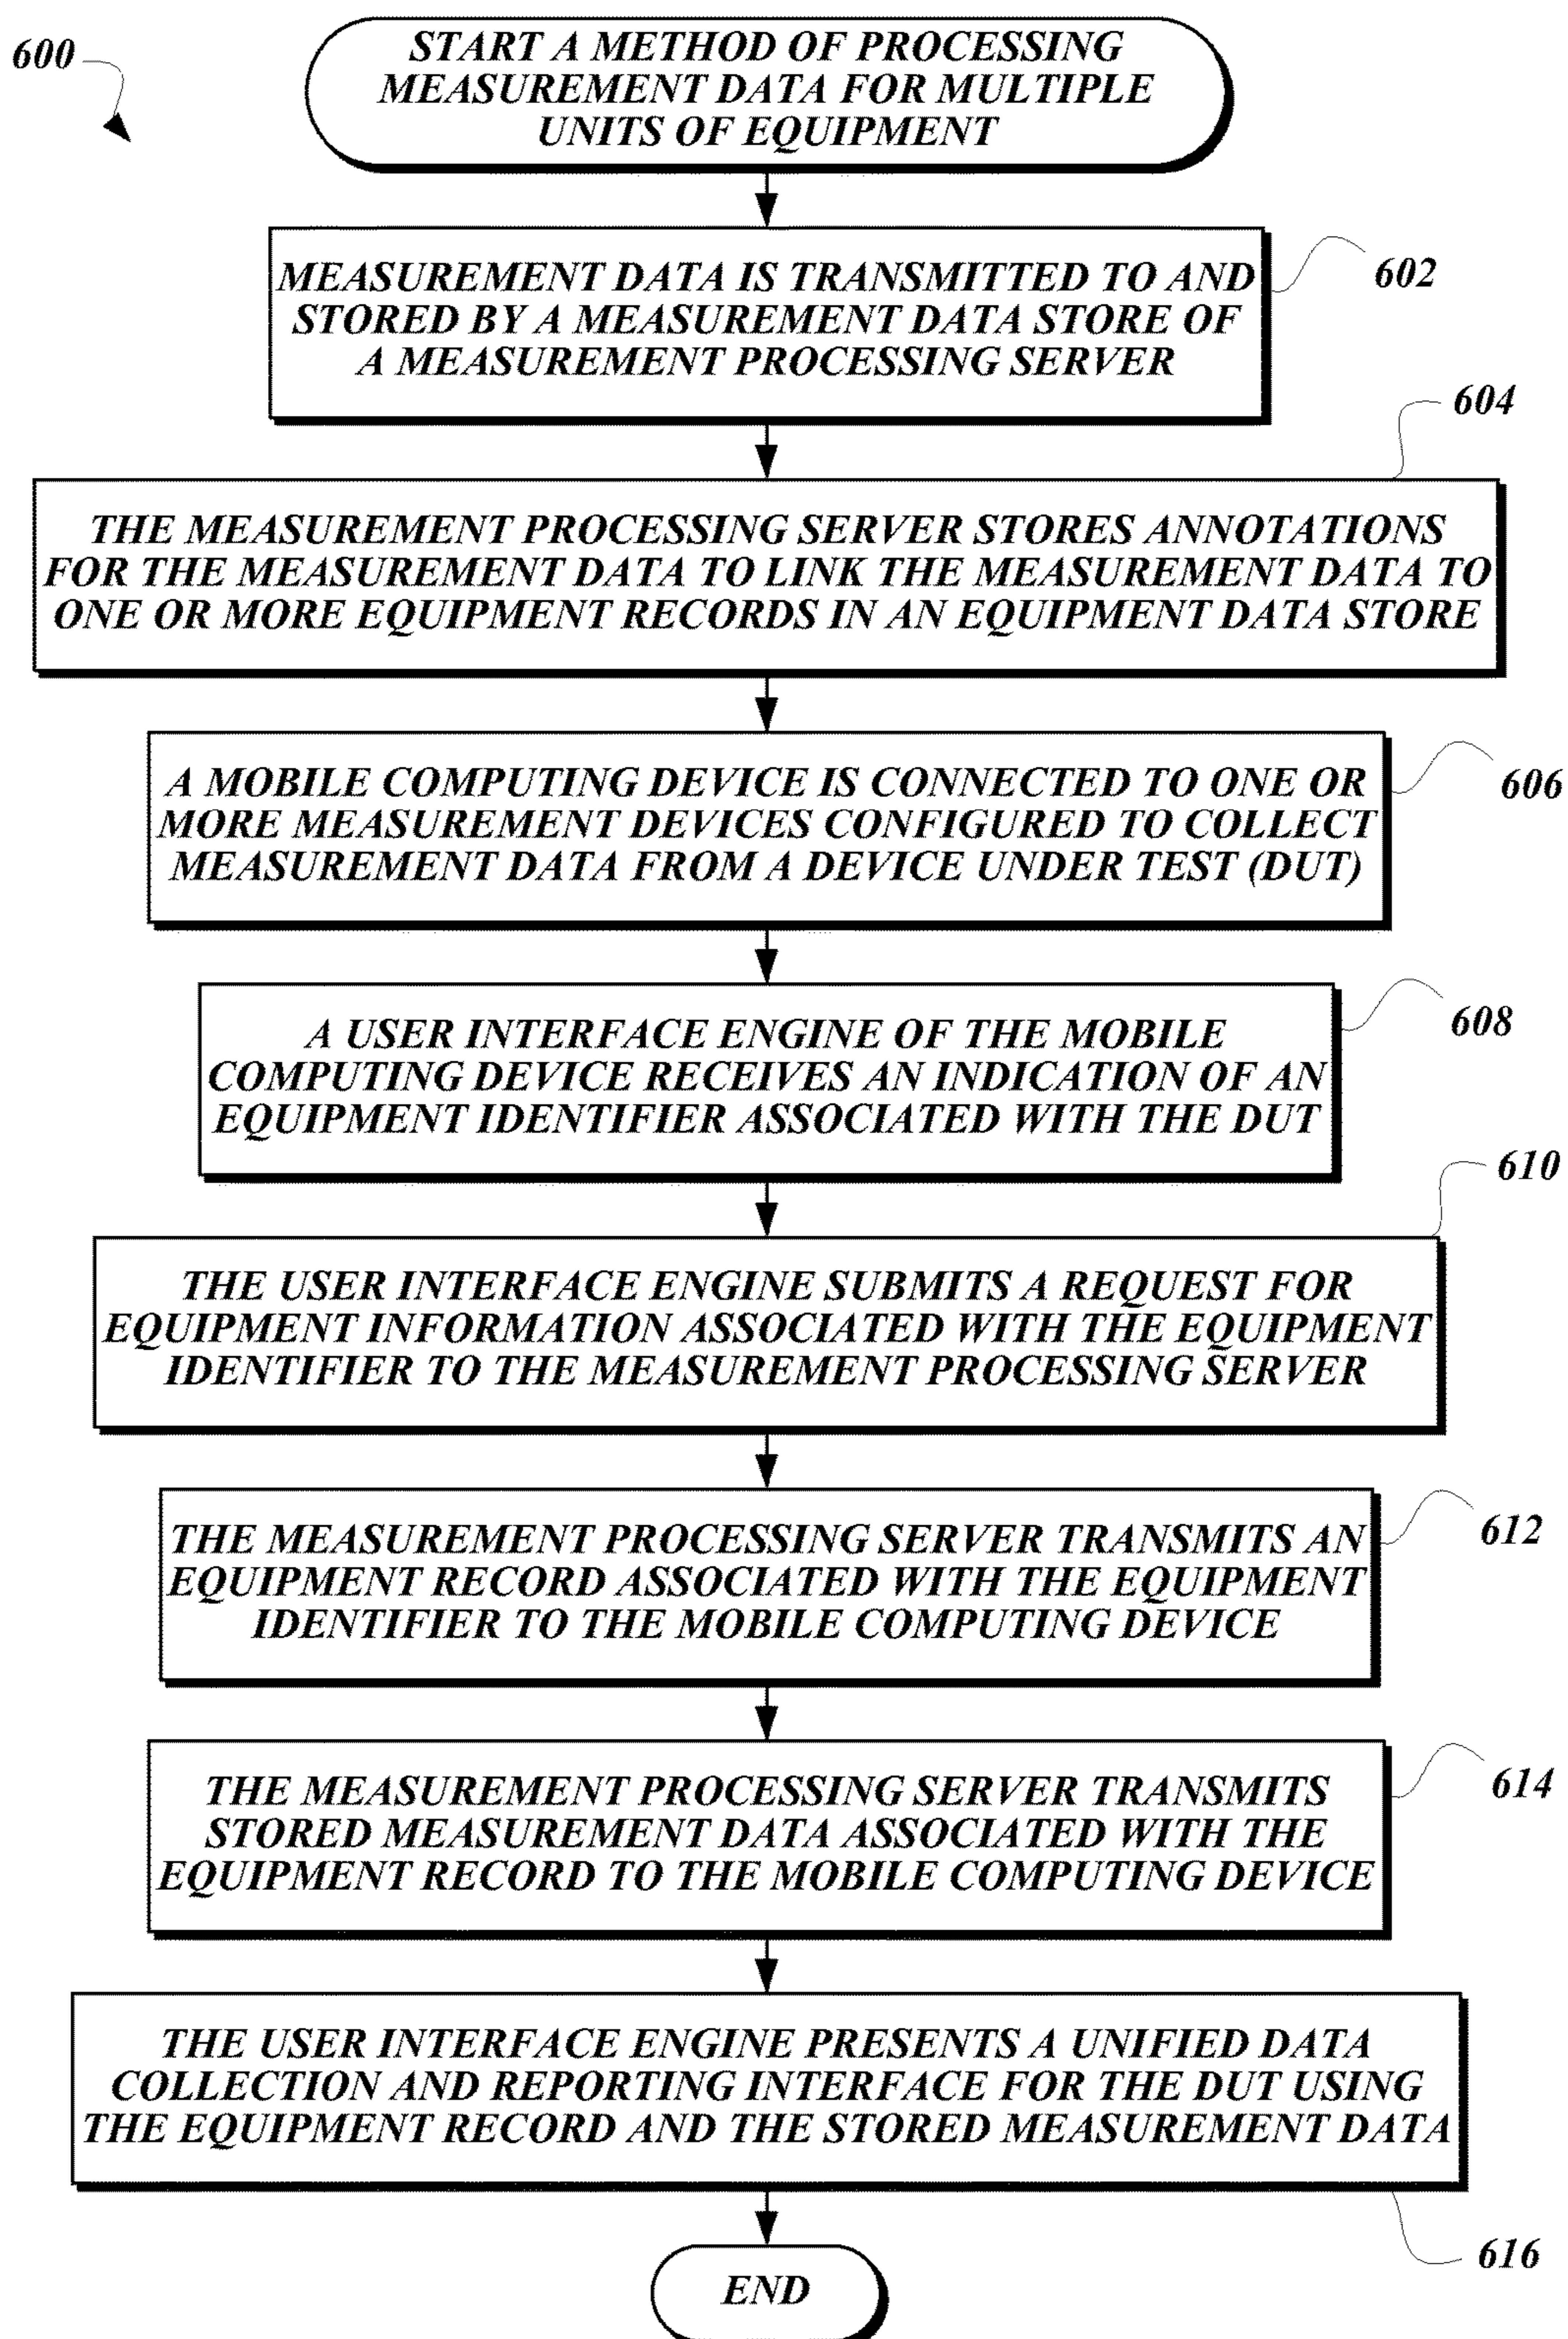 600
START A METHOD OF PROCESSING
MEASUREMENT DATA FOR MULTIPLE
UNITS OF EQUIPMENT
MEASUREMENT DATA IS TRANSMITTED TO AND
STORED BY A MEASUREMENT DATA STORE OF
A MEASUREMENT PROCESSING SERVER
602
THE MEASUREMENT PROCESSING SERVER STORES ANNOTATIONS
FOR THE MEASUREMENT DATA TO LINK THE MEASUREMENT DATA TO
ONE OR MORE EQUIPMENT RECORDS IN AN EQUIPMENT DATA STORE
604
A MOBILE COMPUTING DEVICE IS CONNECTED TO ONE OR
MORE MEASUREMENT DEVICES CONFIGURED TO COLLECT
MEASUREMENT DATA FROM A DEVICE UNDER TEST (DUT)
606
A USER INTERFACE ENGINE OF THE MOBILE
COMPUTING DEVICE RECEIVES AN INDICATION OF AN
EQUIPMENT IDENTIFIER ASSOCIATED WITH THE DUT
608
THE USER INTERFACE ENGINE SUBMITS A REQUEST FOR
EQUIPMENT INFORMATION ASSOCIATED WITH THE EQUIPMENT
IDENTIFIER TO THE MEASUREMENT PROCESSING SERVER
610
THE MEASUREMENT PROCESSING SERVER TRANSMITS AN
EQUIPMENT RECORD ASSOCIATED WITH THE EQUIPMENT
IDENTIFIER TO THE MOBILE COMPUTING DEVICE
612
THE MEASUREMENT PROCESSING SERVER TRANSMITS
STORED MEASUREMENT DATA ASSOCIATED WITH THE
EQUIPMENT RECORD TO THE MOBILE COMPUTING DEVICE
614
THE USER INTERFACE ENGINE PRESENTS A UNIFIED DATA
COLLECTION AND REPORTING INTERFACE FOR THE DUT USING
THE EQUIPMENT RECORD AND THE STORED MEASUREMENT DATA
616
END